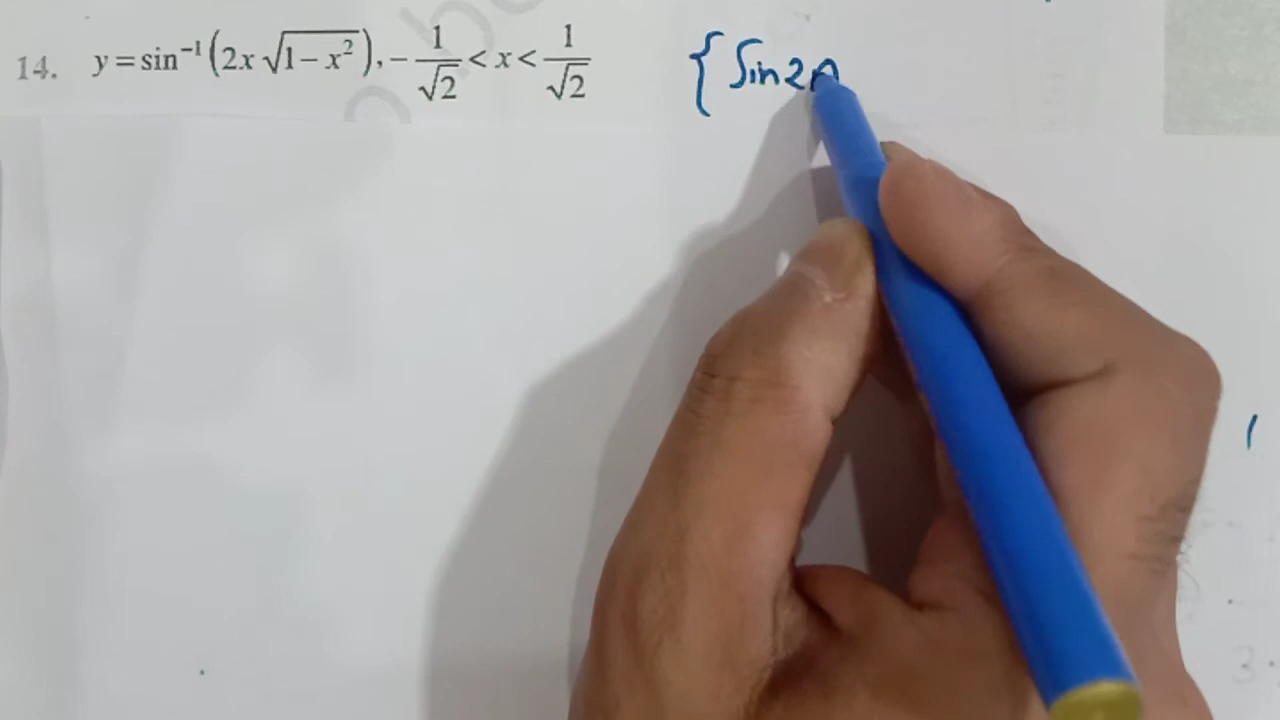 14. y = sin⁻¹(2x√(1-x²)), -1/√2 < x < 1/√2 { Sin2